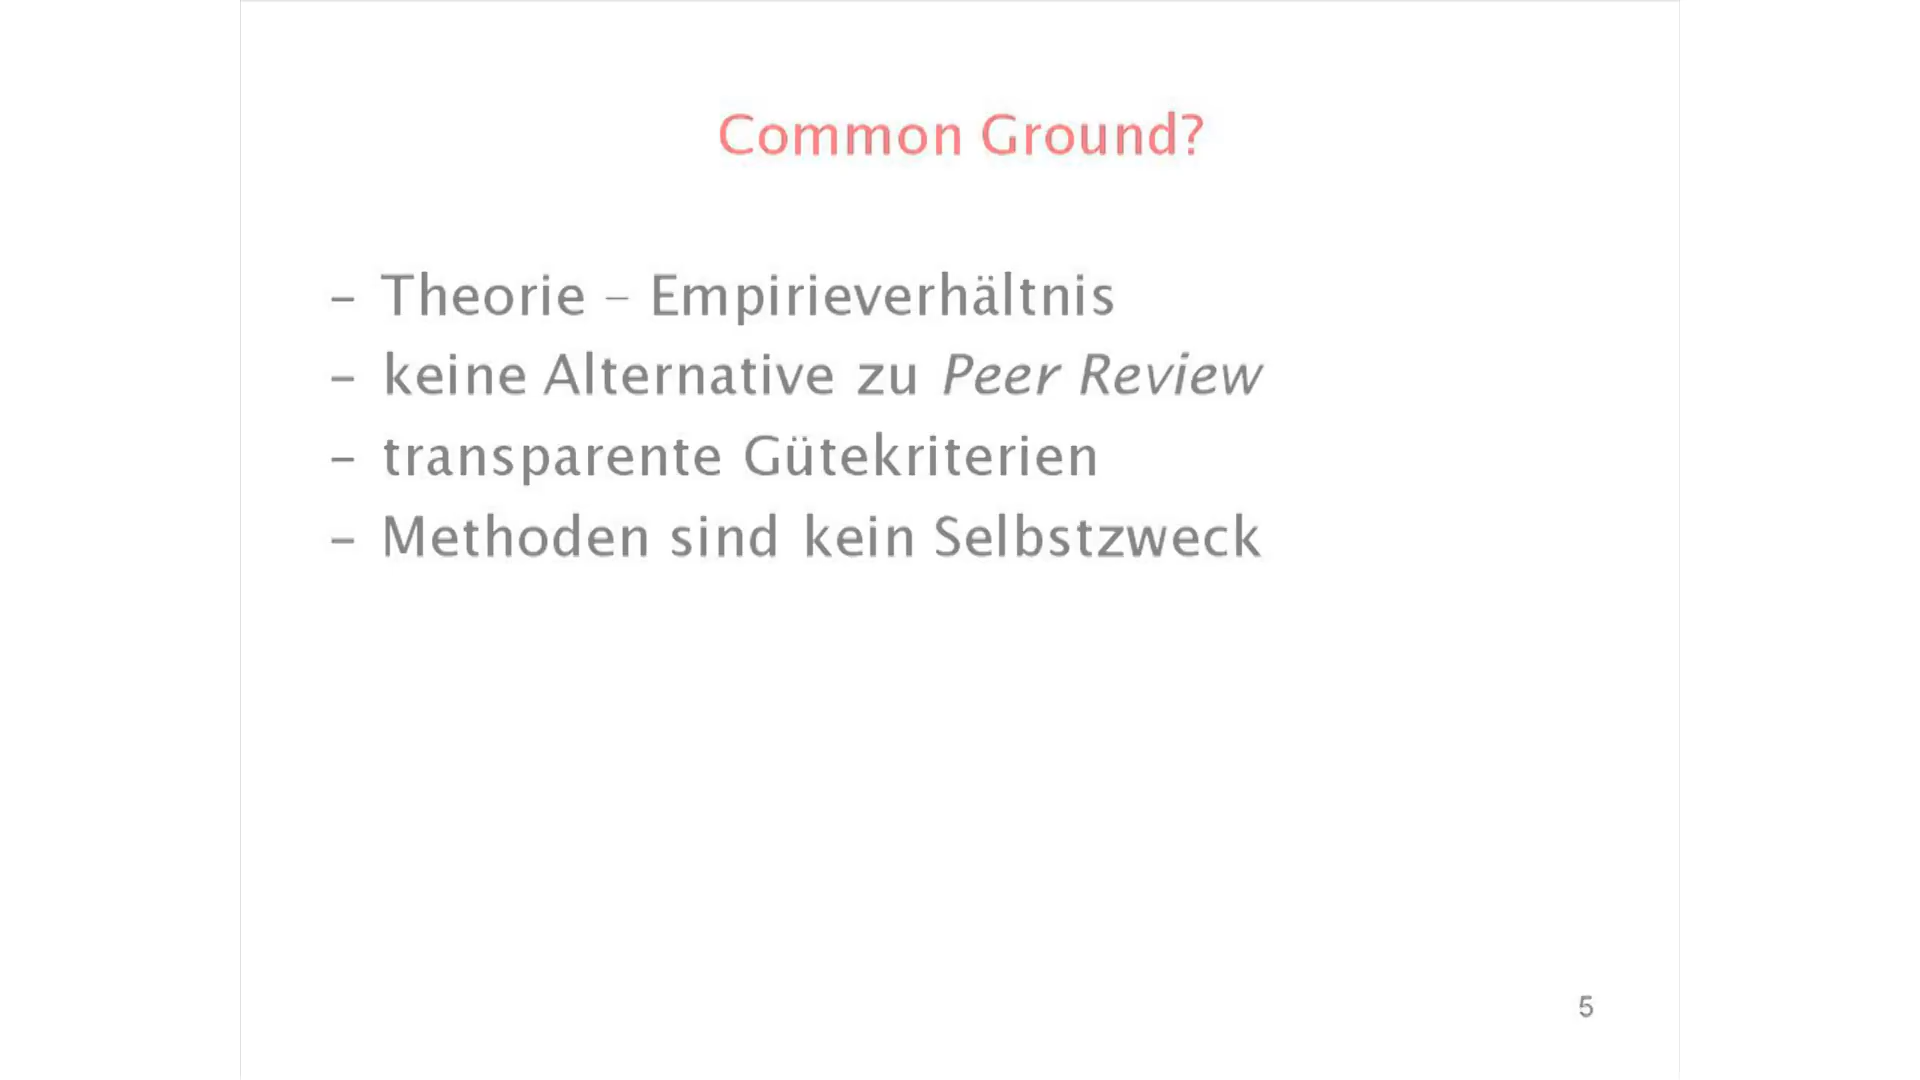 Common Ground?
– Theorie – Empirieverhältnis
– keine Alternative zu Peer Review
– transparente Gütekriterien
– Methoden sind kein Selbstzweck
5